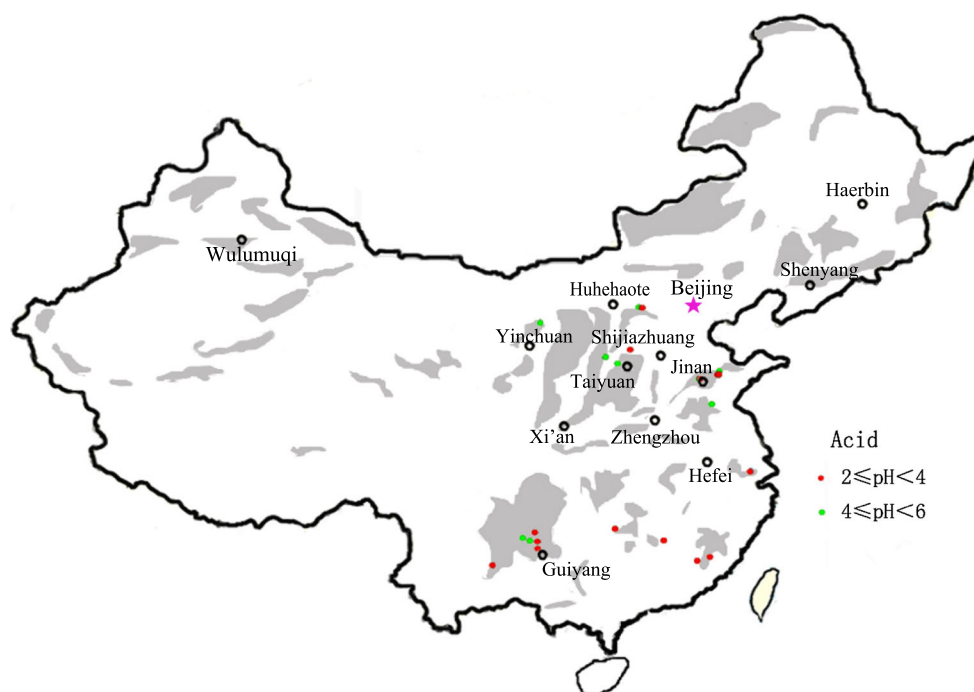 Haerbin
Wulumuqi
Shenyang
Huhehaote
Beijing
Yinchuan
Shijiazhuang
Jinan
Taiyuan
Xi’an
Zhengzhou
Hefei
Guiyang
Acid
2≤pH<4
4≤pH<6